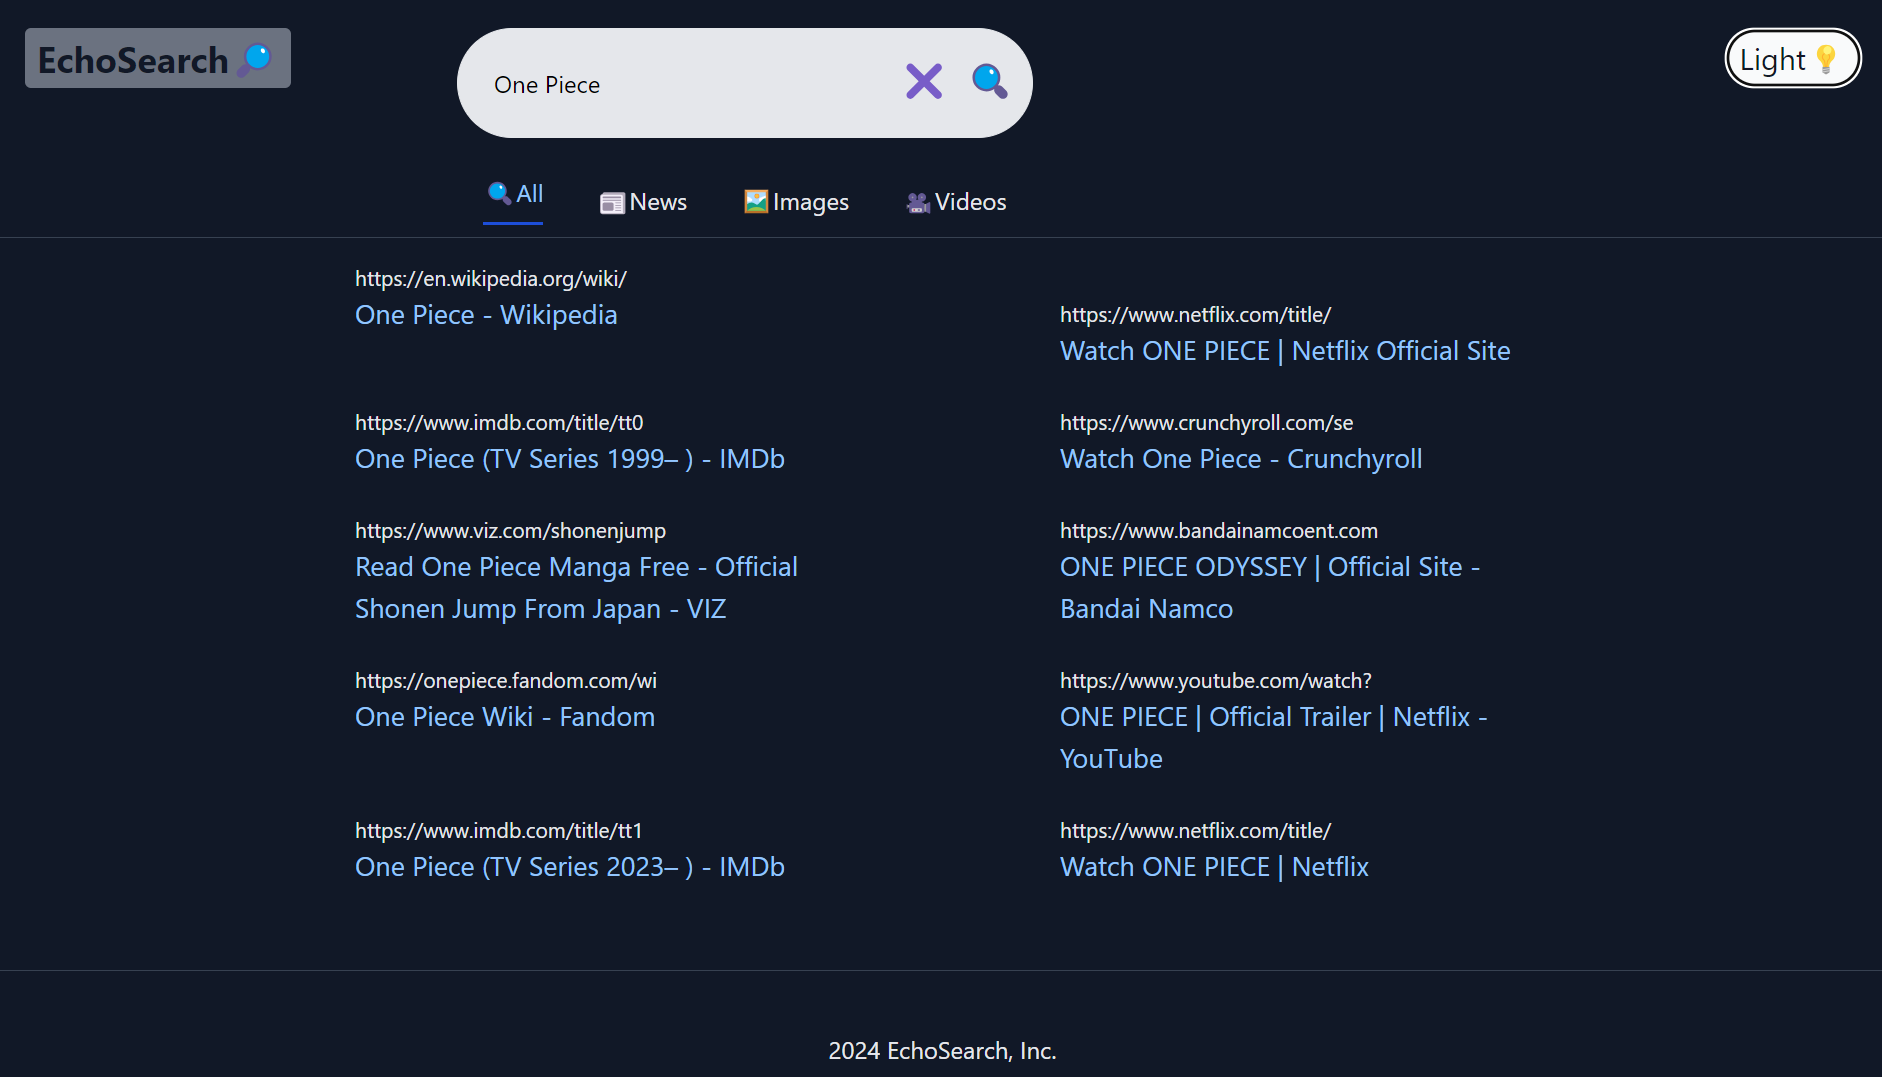 EchoSearch
One Piece
Light
All
News
Images
Videos
https://en.wikipedia.org/wiki/
One Piece - Wikipedia
https://www.netflix.com/title/
Watch ONE PIECE | Netflix Official Site
https://www.imdb.com/title/tt0
One Piece (TV Series 1999– ) - IMDb
https://www.crunchyroll.com/se
Watch One Piece - Crunchyroll
https://www.viz.com/shonenjump
Read One Piece Manga Free - Official
Shonen Jump From Japan - VIZ
https://www.bandainamcoent.com
ONE PIECE ODYSSEY | Official Site -
Bandai Namco
https://onepiece.fandom.com/wi
One Piece Wiki - Fandom
https://www.youtube.com/watch?
ONE PIECE | Official Trailer | Netflix -
YouTube
https://www.imdb.com/title/tt1
One Piece (TV Series 2023– ) - IMDb
https://www.netflix.com/title/
Watch ONE PIECE | Netflix
2024 EchoSearch, Inc.